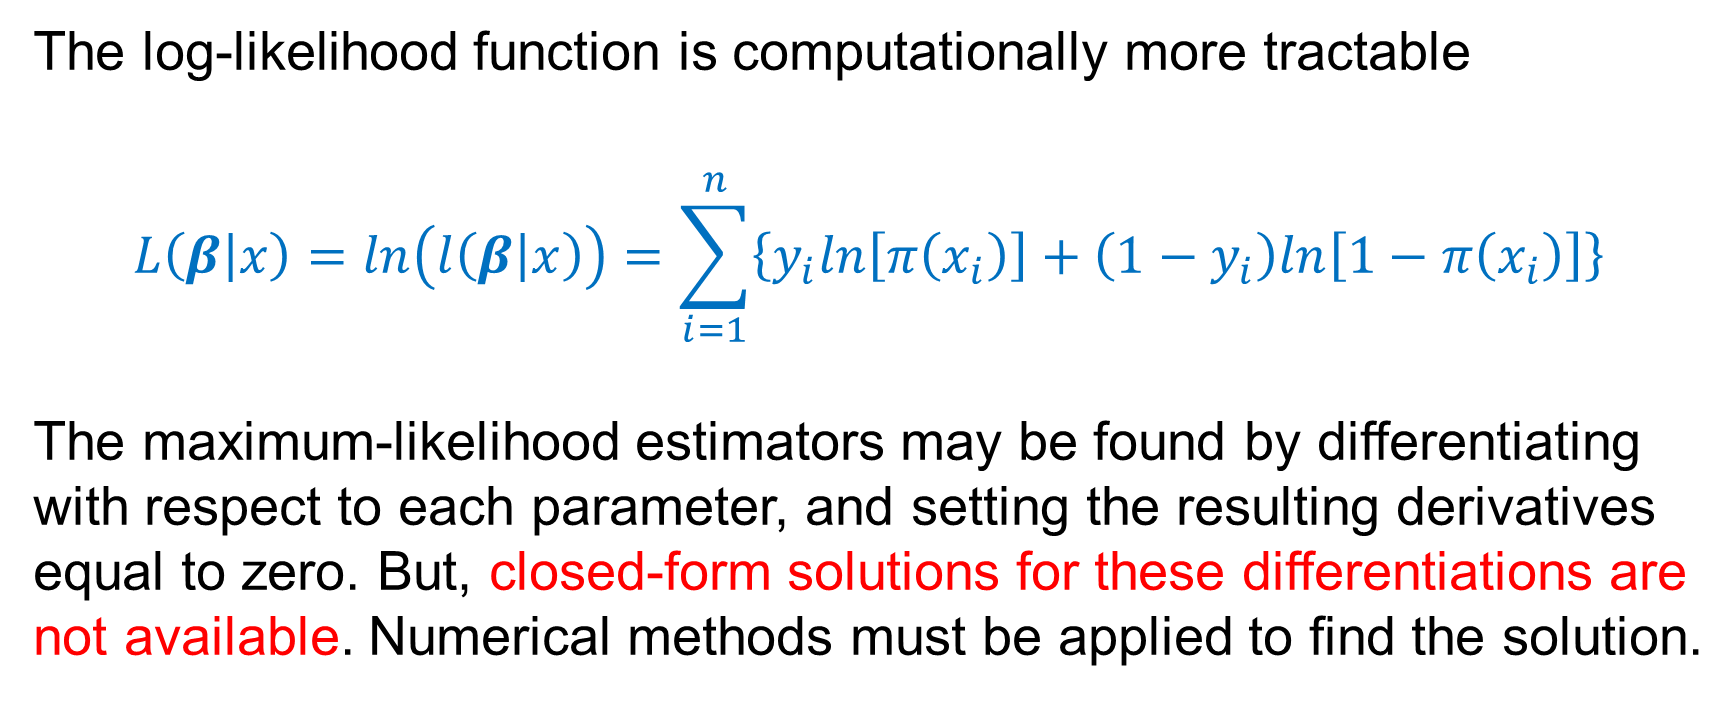 The log-likelihood function is computationally more tractable
L(𝜷|x) = ln(l(𝜷|x)) = ∑_{i=1}^{n} {y_i ln[π(x_i)] + (1 − y_i)ln[1 − π(x_i)]}
The maximum-likelihood estimators may be found by differentiating
with respect to each parameter, and setting the resulting derivatives
equal to zero. But, closed-form solutions for these differentiations are
not available. Numerical methods must be applied to find the solution.